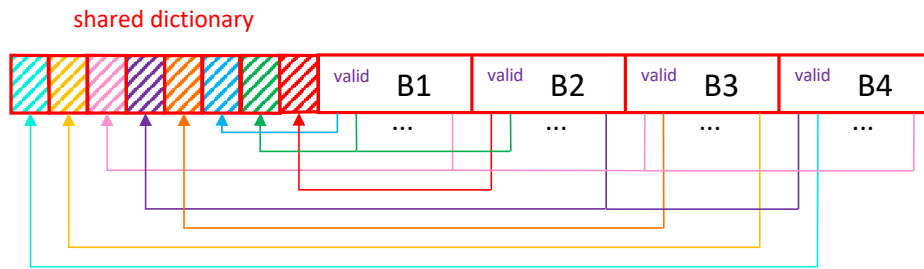 shared dictionary
valid B1 valid B2 valid B3 valid B4
... ... ... ...